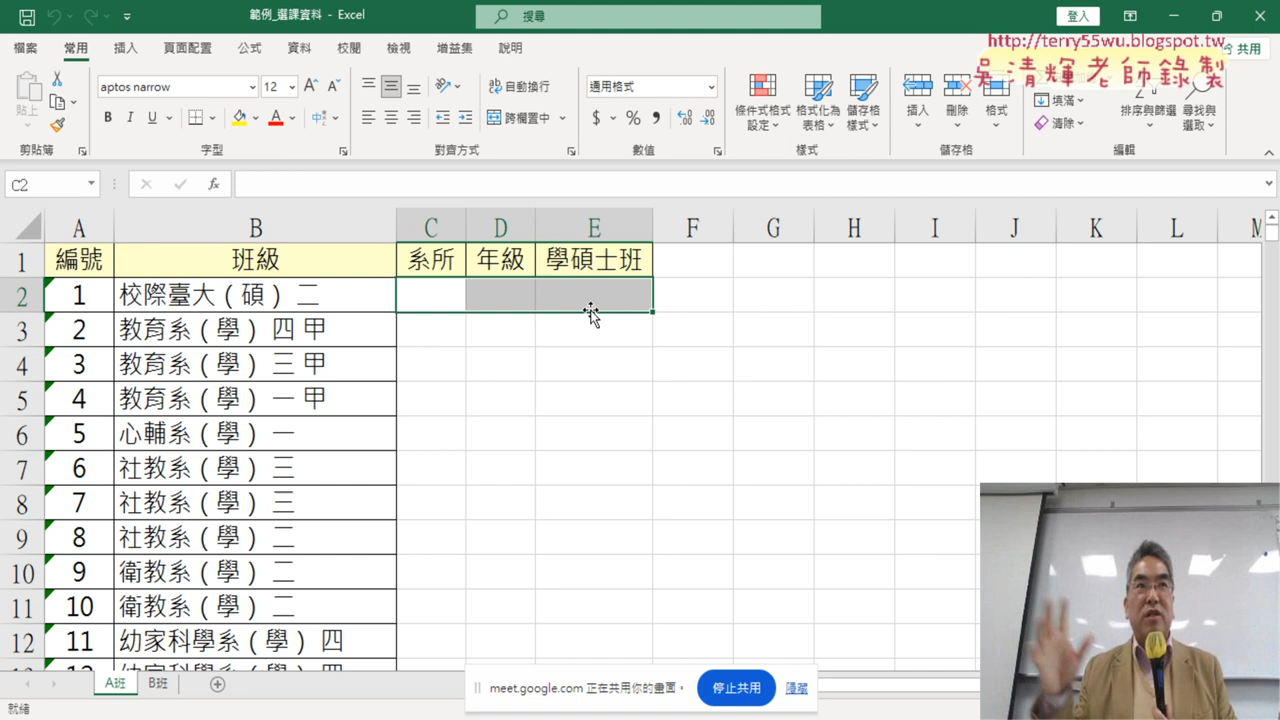 範例_選課資料 - Excel
搜尋
登入
http://terry55wu.blogspot.tw
吳清輝老師錄製
檔案 常用 插入 頁面配置 公式 資料 校閱 檢視 增益集 說明 共用
貼上
剪貼簿
aptos narrow 12
B I U
字型
自動換行
跨欄置中
對齊方式
通用格式
$ % ,
數值
條件式格式設定
格式化為表格
儲存格樣式
樣式
插入 刪除 格式
儲存格
填滿
清除
排序與篩選
尋找與選取
編輯
C2 fx
A B C D E F G H I J K L M
1 編號 班級 系所 年級 學碩士班
2 1 校際臺大（碩） 二
3 2 教育系（學） 四 甲
4 3 教育系（學） 三 甲
5 4 教育系（學） 一 甲
6 5 心輔系（學） 一
7 6 社教系（學） 三
8 7 社教系（學） 三
9 8 社教系（學） 二
10 9 衛教系（學） 二
11 10 衛教系（學） 二
12 11 幼家科學系（學） 四
A班 B班
meet.google.com 正在共用你的畫面。 停止共用 隱藏
就緒